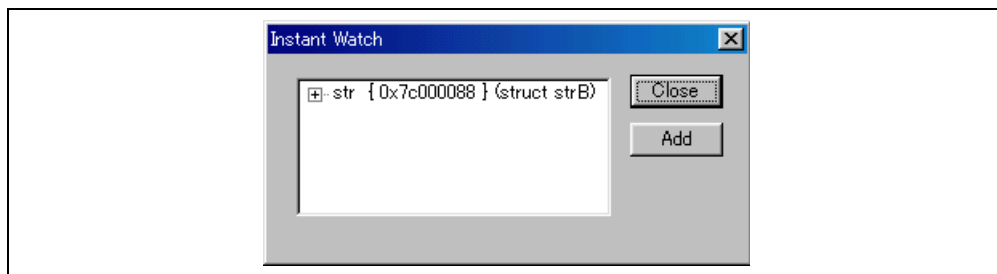 Instant Watch
str { 0x7c000088 } (struct strB)
Close
Add